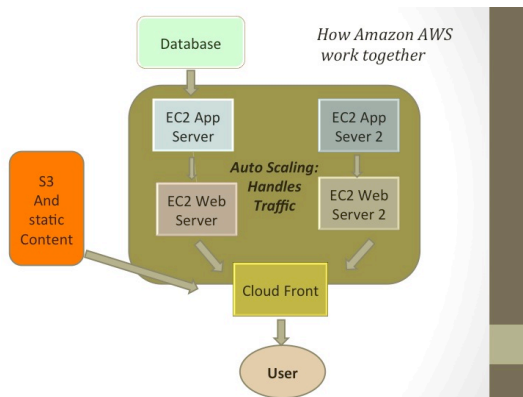 How Amazon AWS
work together
Database
EC2 App
Server
EC2 App
Sever 2
Auto Scaling:
Handles
Traffic
EC2 Web
Server
EC2 Web
Server 2
S3
And
static
Content
Cloud Front
User